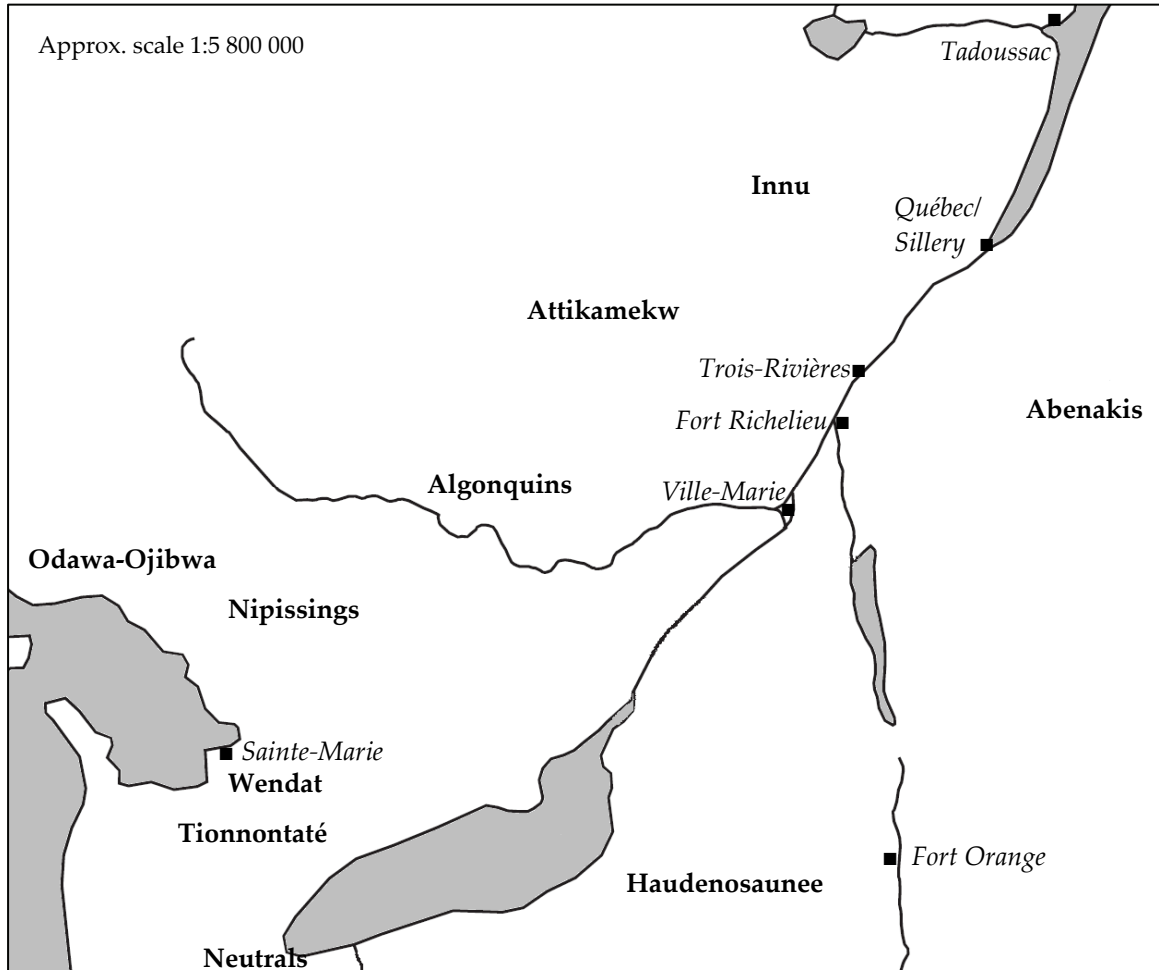 Approx. scale 1:5 800 000
Tadoussac
Innu
Québec/
Sillery
Attikamekw
Trois-Rivières
Abenakis
Fort Richelieu
Algonquins
Ville-Marie
Odawa-Ojibwa
Nipissings
Sainte-Marie
Wendat
Tionnontaté
Fort Orange
Haudenosaunee
Neutrals